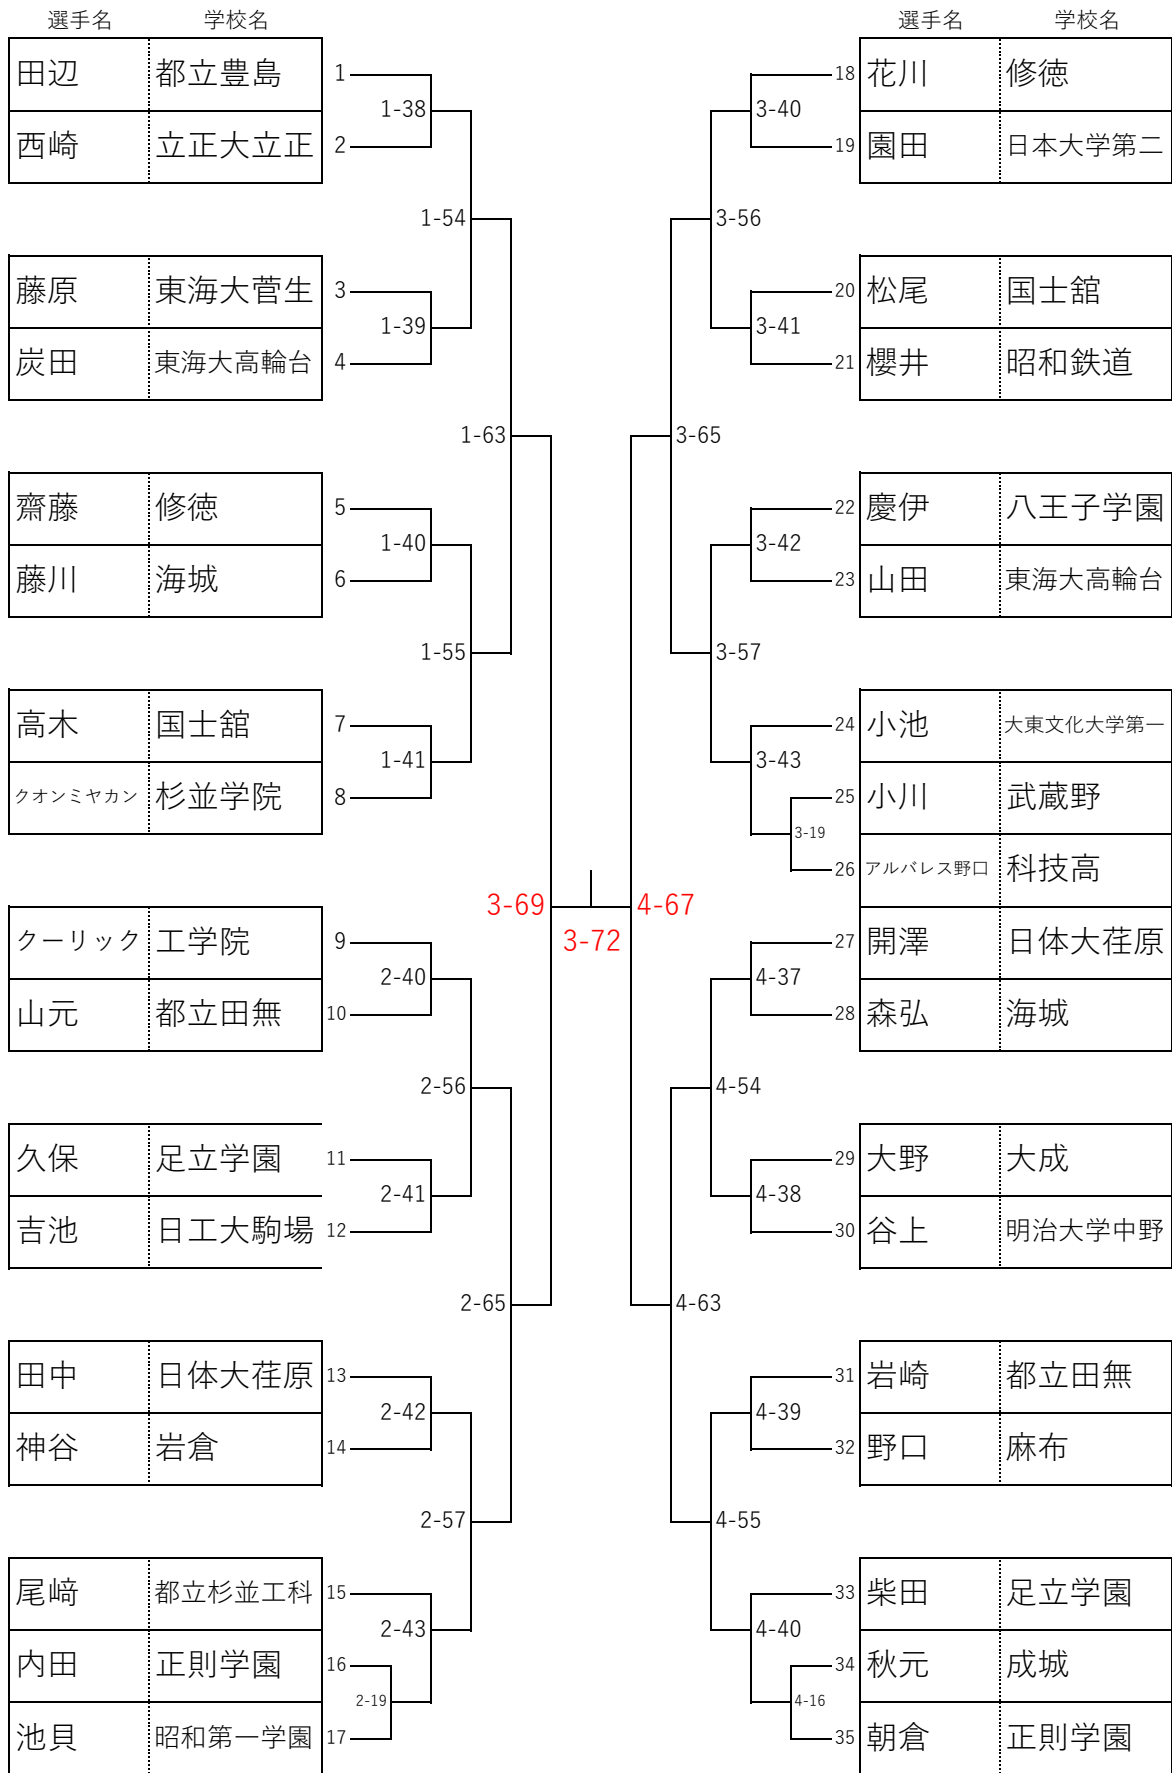 選手名 学校名
田辺 都立豊島 1
1-38
西崎 立正大立正 2
1-54
藤原 東海大菅生 3
1-39
炭田 東海大高輪台 4
1-63
齋藤 修徳 5
1-40
藤川 海城 6
1-55
高木 国士舘 7
1-41
クオンミヤカン 杉並学院 8
3-69
クーリック 工学院 9
2-40
山元 都立田無 10
2-56
久保 足立学園 11
2-41
吉池 日工大駒場 12
2-65
田中 日体大荏原 13
2-42
神谷 岩倉 14
2-57
尾﨑 都立杉並工科 15
2-43
内田 正則学園 16
2-19
池貝 昭和第一学園 17
3-72
選手名 学校名
18 花川 修徳
3-40
19 園田 日本大学第二
3-56
20 松尾 国士舘
3-41
21 櫻井 昭和鉄道
3-65
22 慶伊 八王子学園
3-42
23 山田 東海大高輪台
3-57
24 小池 大東文化大学第一
3-43
25 小川 武蔵野
3-19
26 アルバレス野口 科技高
4-67
27 開澤 日体大荏原
4-37
28 森弘 海城
4-54
29 大野 大成
4-38
30 谷上 明治大学中野
4-63
31 岩崎 都立田無
4-39
32 野口 麻布
4-55
33 柴田 足立学園
4-40
34 秋元 成城
4-16
35 朝倉 正則学園